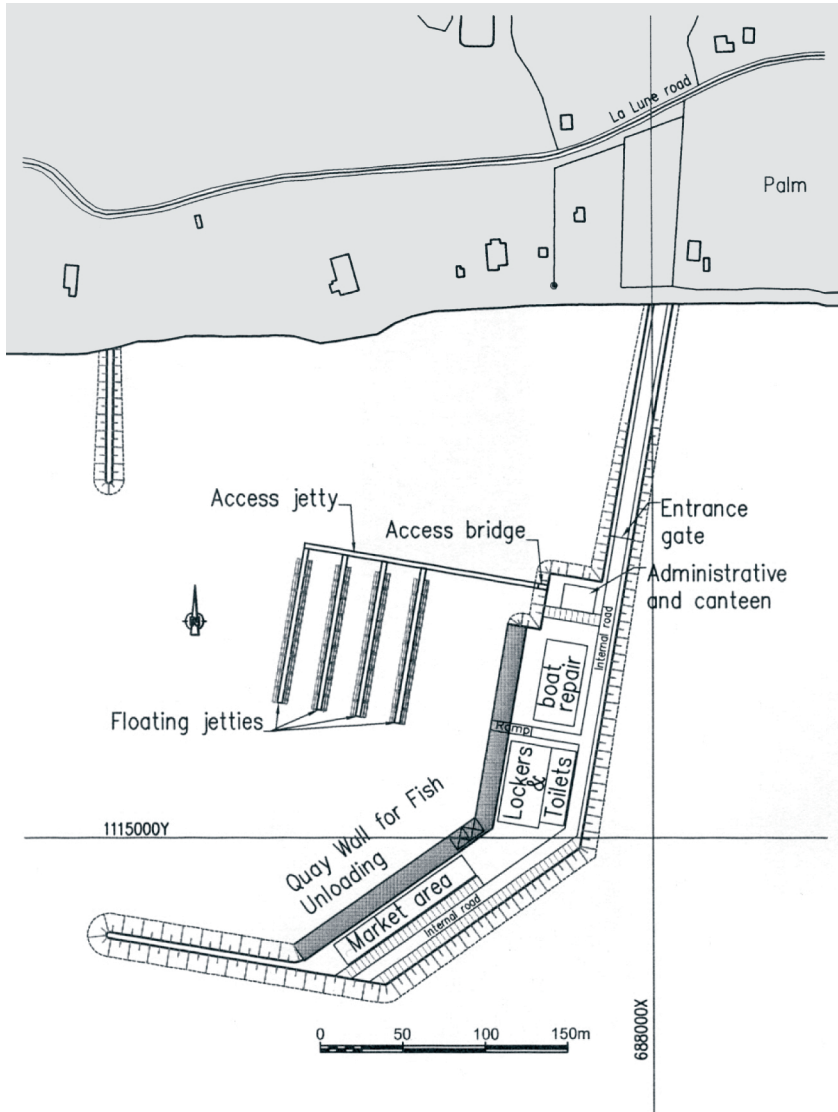 La Lune road
Palm
Access jetty
Access bridge
Entrance
gate
Administrative
and canteen
Internal road
boat
repair
Floating jetties
Ramp
Lockers
&
Toilets
1115000Y
Quay Wall for Fish
Unloading
Market area
Internal road
688000X
0 50 100 150m